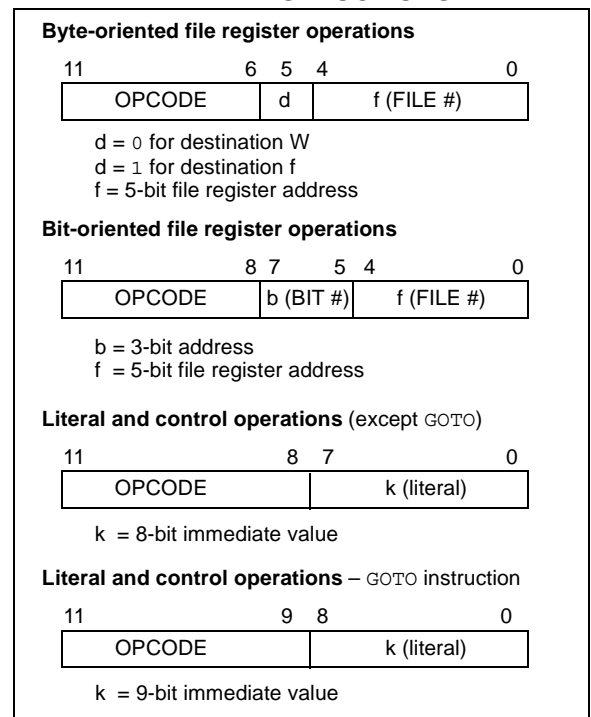 Byte-oriented file register operations
11 6 5 4 0
OPCODE d f (FILE #)
d = 0 for destination W
d = 1 for destination f
f = 5-bit file register address
Bit-oriented file register operations
11 8 7 5 4 0
OPCODE b (BIT #) f (FILE #)
b = 3-bit address
f = 5-bit file register address
Literal and control operations (except GOTO)
11 8 7 0
OPCODE k (literal)
k = 8-bit immediate value
Literal and control operations – GOTO instruction
11 9 8 0
OPCODE k (literal)
k = 9-bit immediate value